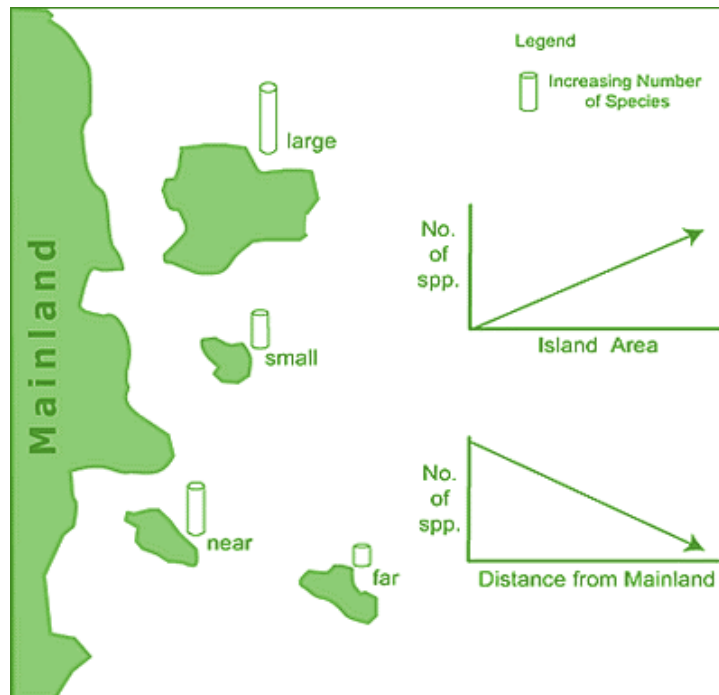 Mainland
large
small
near
far
Legend
Increasing Number
of Species
No.
of
spp.
Island Area
No.
of
spp.
Distance from Mainland